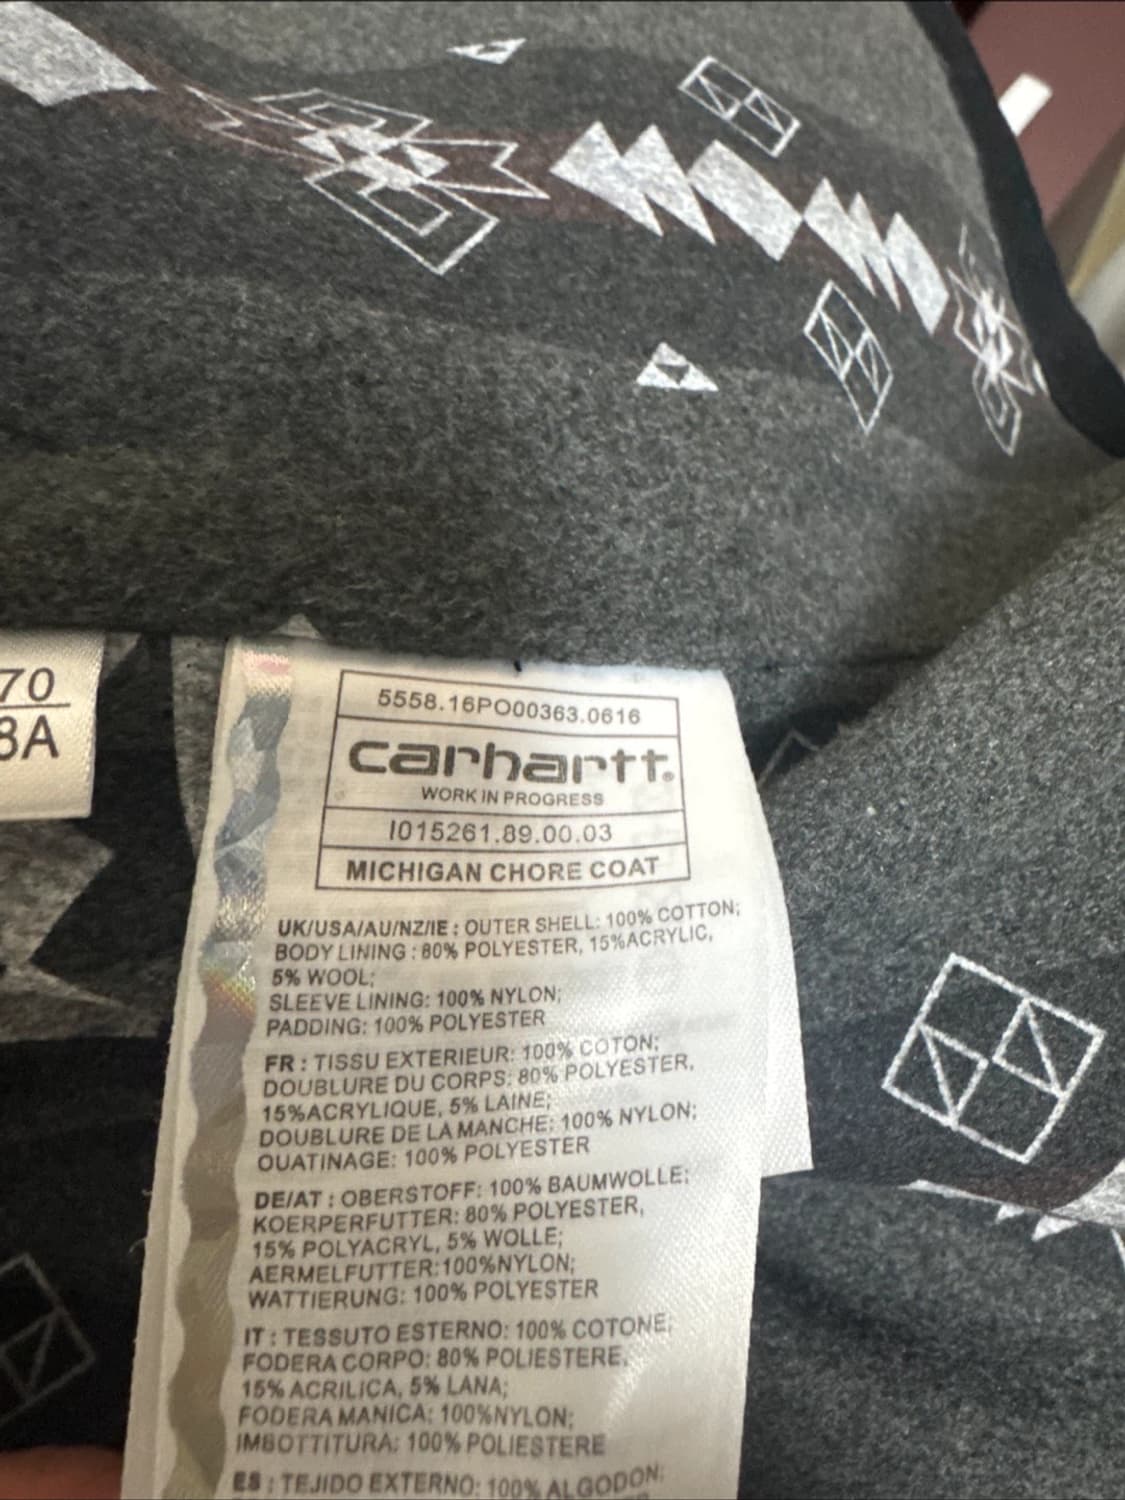 70
8A
5558.16PO00363.0616
carhartt.
WORK IN PROGRESS
I015261.89.00.03
MICHIGAN CHORE COAT
UK/USA/AU/NZ/IE : OUTER SHELL: 100% COTTON;
BODY LINING : 80% POLYESTER, 15%ACRYLIC,
5% WOOL;
SLEEVE LINING: 100% NYLON;
PADDING: 100% POLYESTER
FR : TISSU EXTERIEUR: 100% COTON;
DOUBLURE DU CORPS: 80% POLYESTER,
15%ACRYLIQUE, 5% LAINE;
DOUBLURE DE LA MANCHE: 100% NYLON;
OUATINAGE: 100% POLYESTER
DE/AT : OBERSTOFF: 100% BAUMWOLLE;
KOERPERFUTTER: 80% POLYESTER,
15% POLYACRYL, 5% WOLLE;
AERMELFUTTER:100%NYLON;
WATTIERUNG: 100% POLYESTER
IT : TESSUTO ESTERNO: 100% COTONE;
FODERA CORPO: 80% POLIESTERE,
15% ACRILICA, 5% LANA;
FODERA MANICA: 100%NYLON;
IMBOTTITURA: 100% POLIESTERE
ES : TEJIDO EXTERNO: 100% ALGODON;